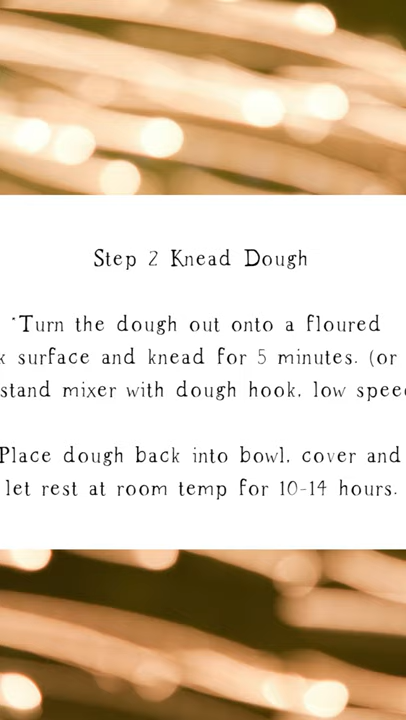 Step 2 Knead Dough
*Turn the dough out onto a floured
surface and knead for 5 minutes. (or
stand mixer with dough hook, low
Place dough back into bowl, cover and
let rest at room temp for 10-14 hours.